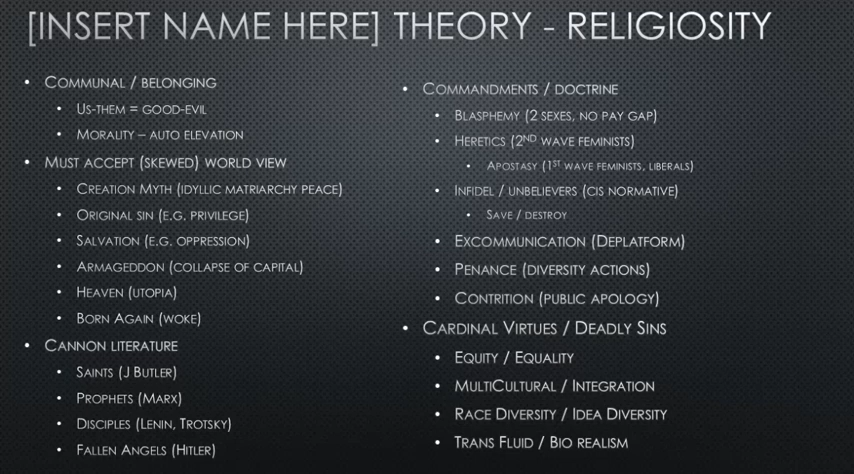 [INSERT NAME HERE] THEORY - RELIGIOSITY
• COMMUNAL / BELONGING
• US-THEM = GOOD-EVIL
• MORALITY – AUTO ELEVATION
• MUST ACCEPT (SKEWED) WORLD VIEW
• CREATION MYTH (IDYLLIC MATRIARCHY PEACE)
• ORIGINAL SIN (E.G. PRIVILEGE)
• SALVATION (E.G. OPPRESSION)
• ARMAGEDDON (COLLAPSE OF CAPITAL)
• HEAVEN (UTOPIA)
• BORN AGAIN (WOKE)
• CANNON LITERATURE
• SAINTS (J BUTLER)
• PROPHETS (MARX)
• DISCIPLES (LENIN, TROTSKY)
• FALLEN ANGELS (HITLER)
• COMMANDMENTS / DOCTRINE
• BLASPHEMY (2 SEXES, NO PAY GAP)
• HERETICS (2ND WAVE FEMINISTS)
• APOSTASY (1ST WAVE FEMINISTS, LIBERALS)
• INFIDEL / UNBELIEVERS (CIS NORMATIVE)
• SAVE / DESTROY
• EXCOMMUNICATION (DEPLATFORM)
• PENANCE (DIVERSITY ACTIONS)
• CONTRITION (PUBLIC APOLOGY)
• CARDINAL VIRTUES / DEADLY SINS
• EQUITY / EQUALITY
• MULTICULTURAL / INTEGRATION
• RACE DIVERSITY / IDEA DIVERSITY
• TRANS FLUID / BIO REALISM